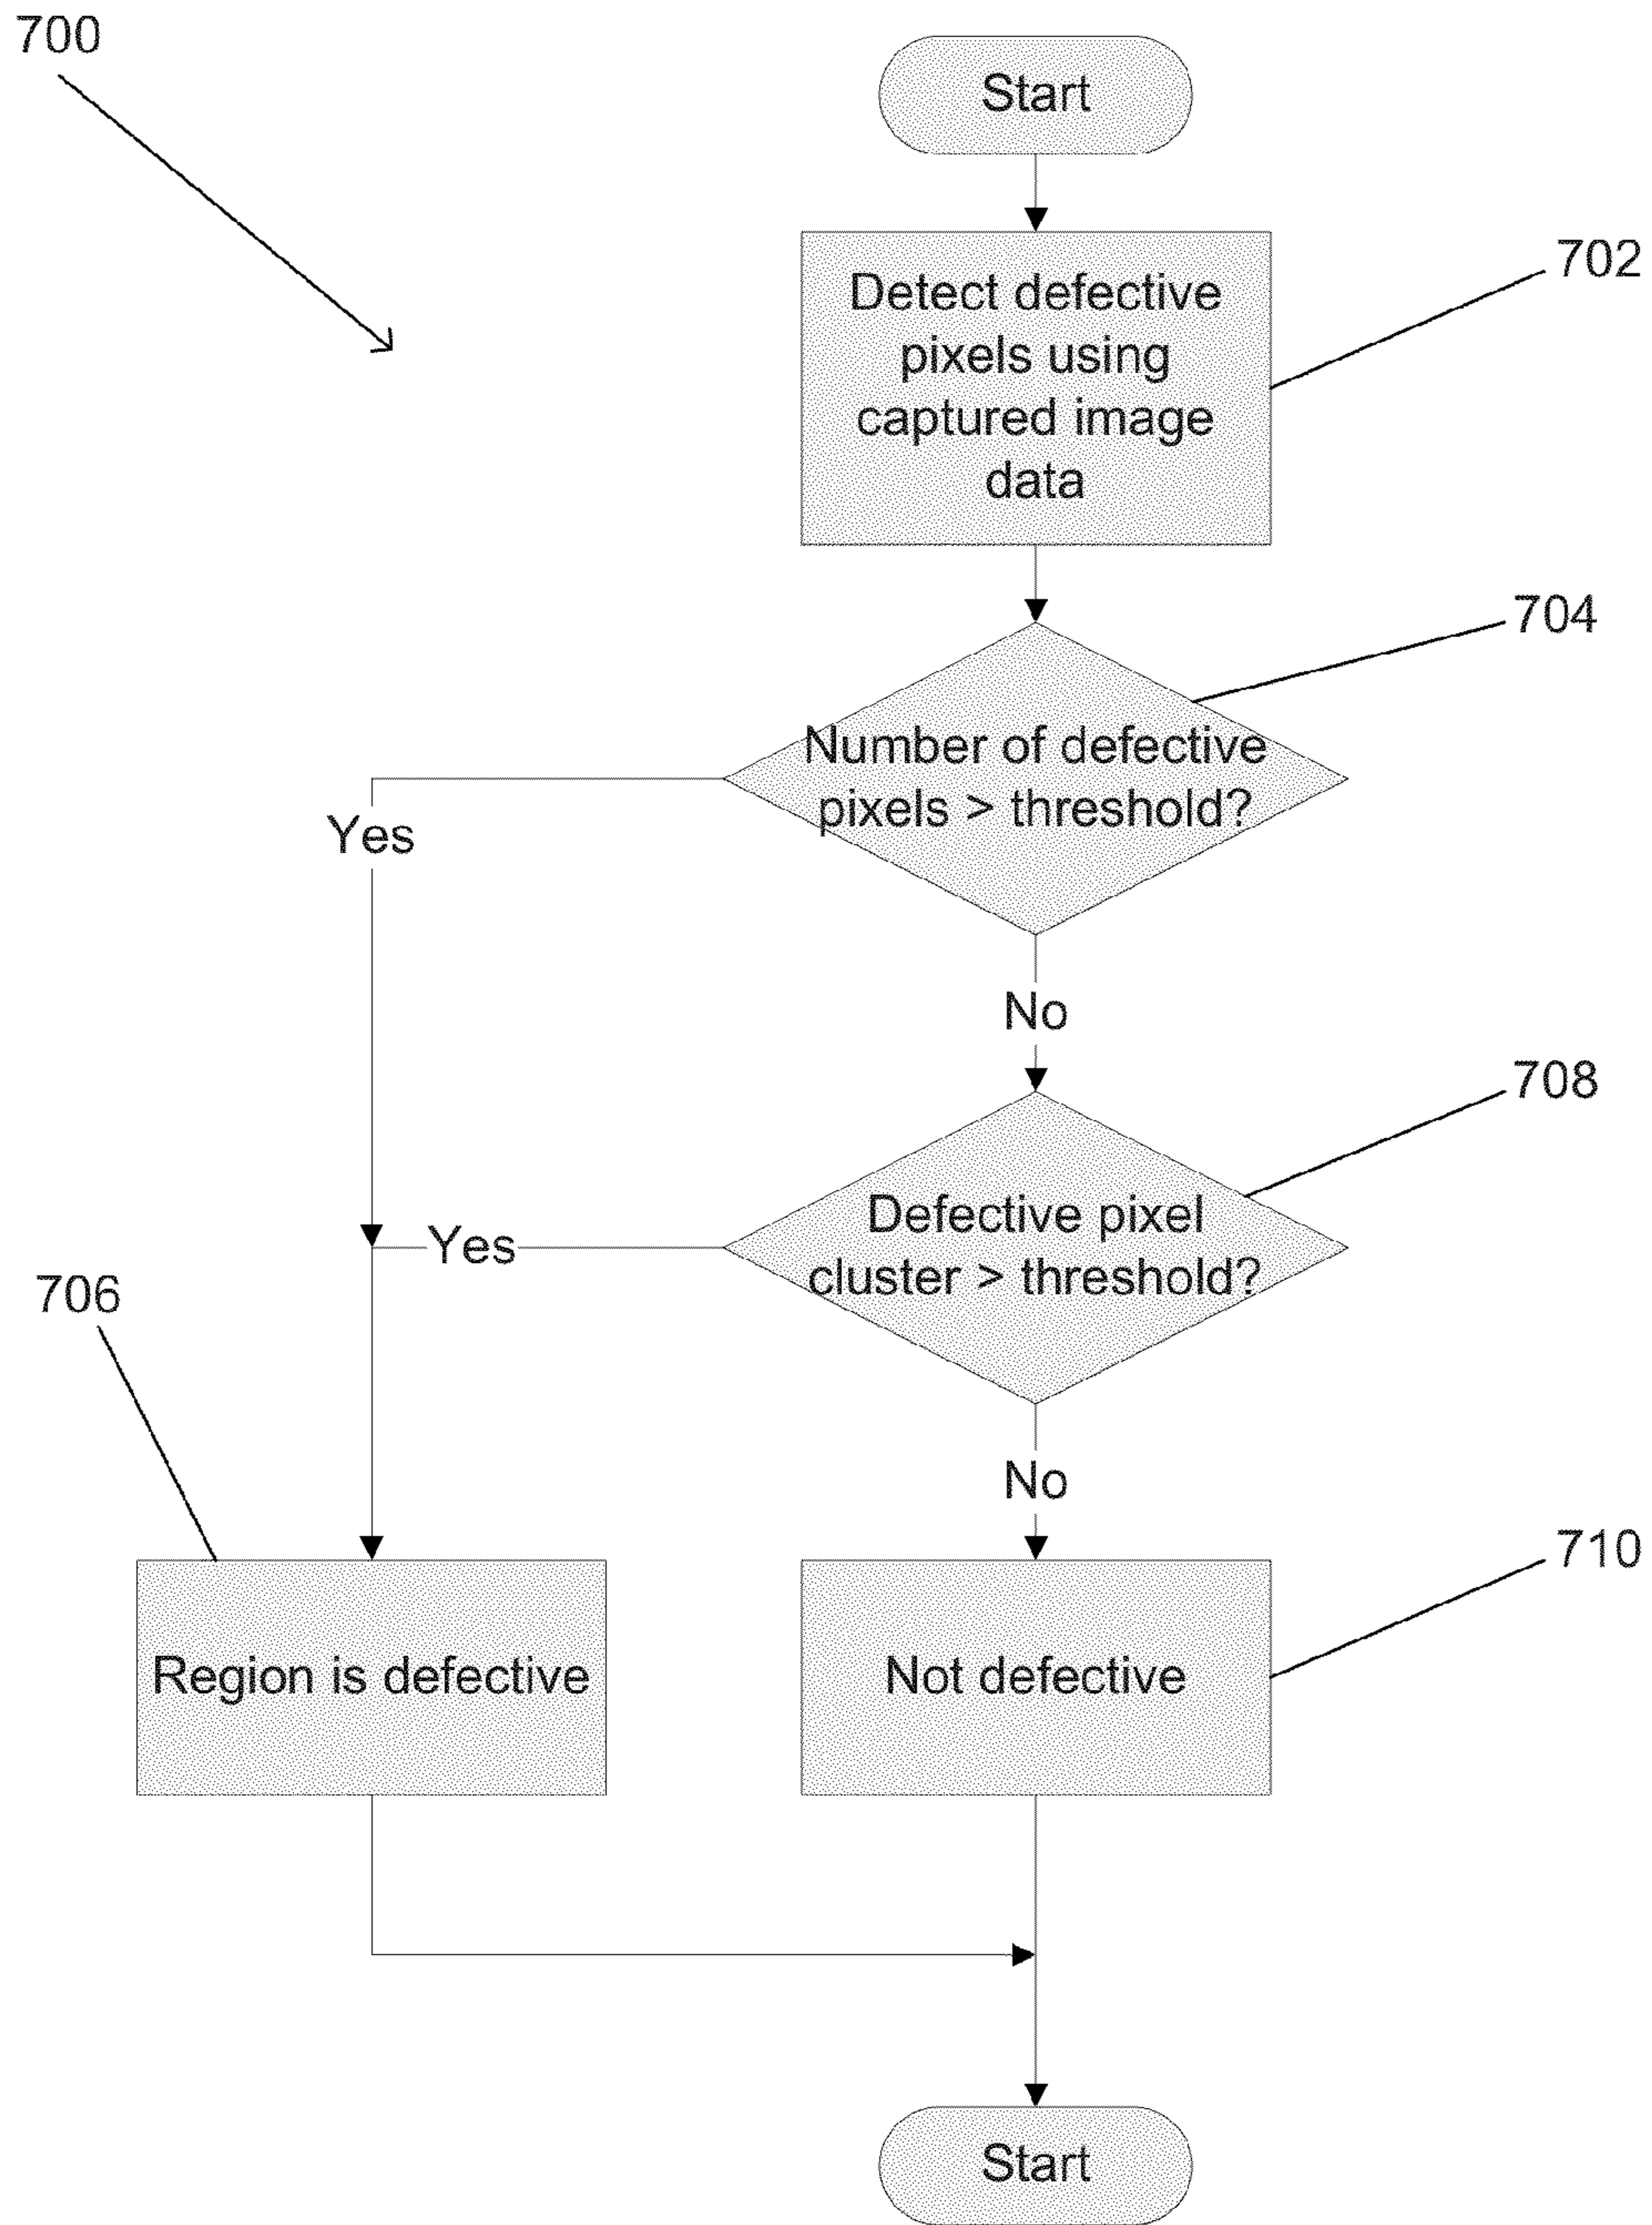 700
Start
702
Detect defective
pixels using
captured image
data
704
Number of defective
pixels > threshold?
Yes
No
708
Defective pixel
cluster > threshold?
Yes
706
No
710
Region is defective
Not defective
Start